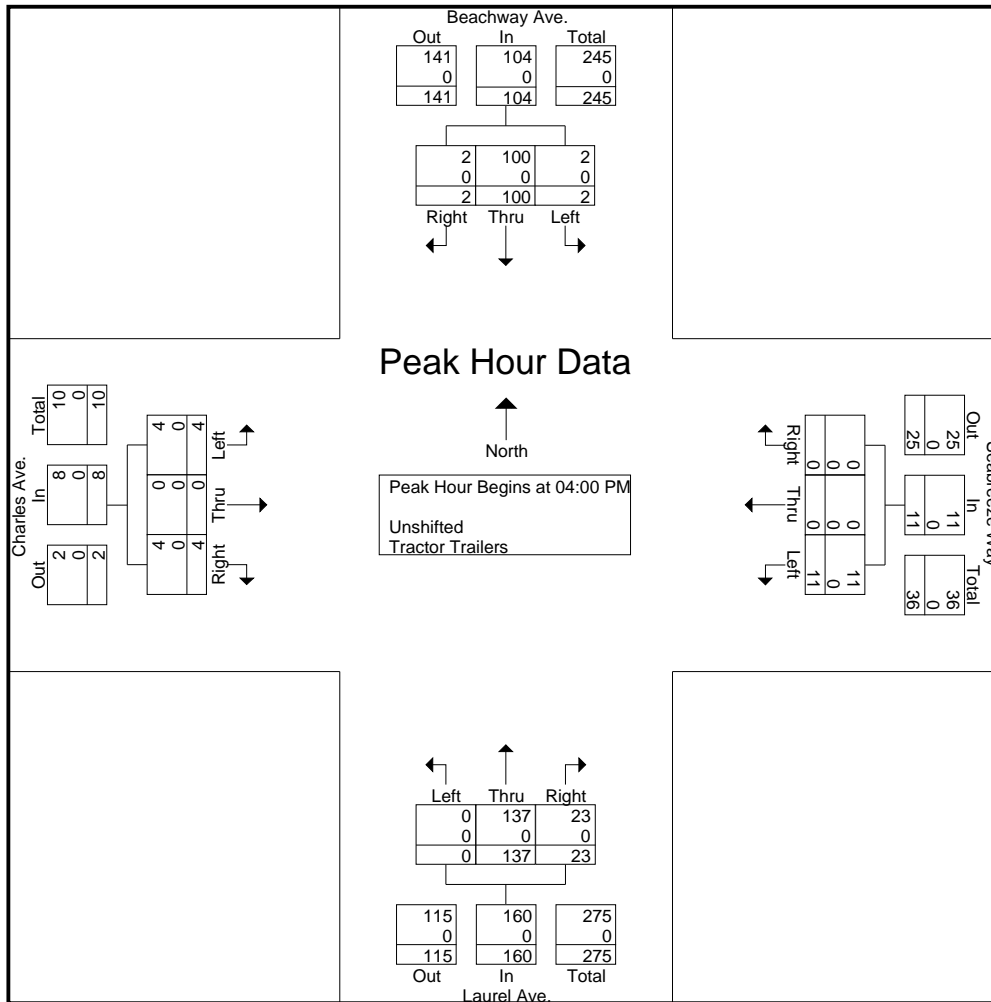 Beachway Ave.
Out In Total
141 104 245
0 0 0
141 104 245
2 100 2
0 0 0
2 100 2
Right Thru Left
Peak Hour Data
North
Peak Hour Begins at 04:00 PM
Unshifted
Tractor Trailers
Charles Ave.
Out In Total
2 8 10
0 0 0
2 8 10
Right Thru Left
4 0 4
0 0 0
4 0 4
Out In Total
25 11 36
0 0 0
25 11 36
Right Thru Left
0 0 11
0 0 0
0 0 11
Left Thru Right
0 137 23
0 0 0
0 137 23
115 160 275
0 0 0
115 160 275
Out In Total
Laurel Ave.